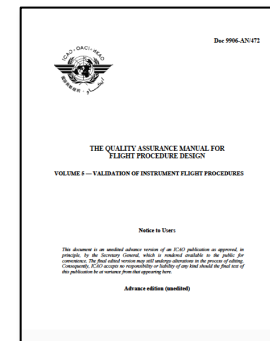 Doc 9906-AN/472
THE QUALITY ASSURANCE MANUAL FOR
FLIGHT PROCEDURE DESIGN
VOLUME 5 — VALIDATION OF INSTRUMENT FLIGHT PROCEDURES
Notice to Users
This document is an unedited advance version of an ICAO publication as approved, in
principle, by the Secretary General, which is rendered available to the public for
convenience. The final edited version may still undergo alterations in the process of editing.
Consequently, ICAO accepts no responsibility or liability of any kind should the final text of
this publication be at variance from that appearing here.
Advance edition (unedited)